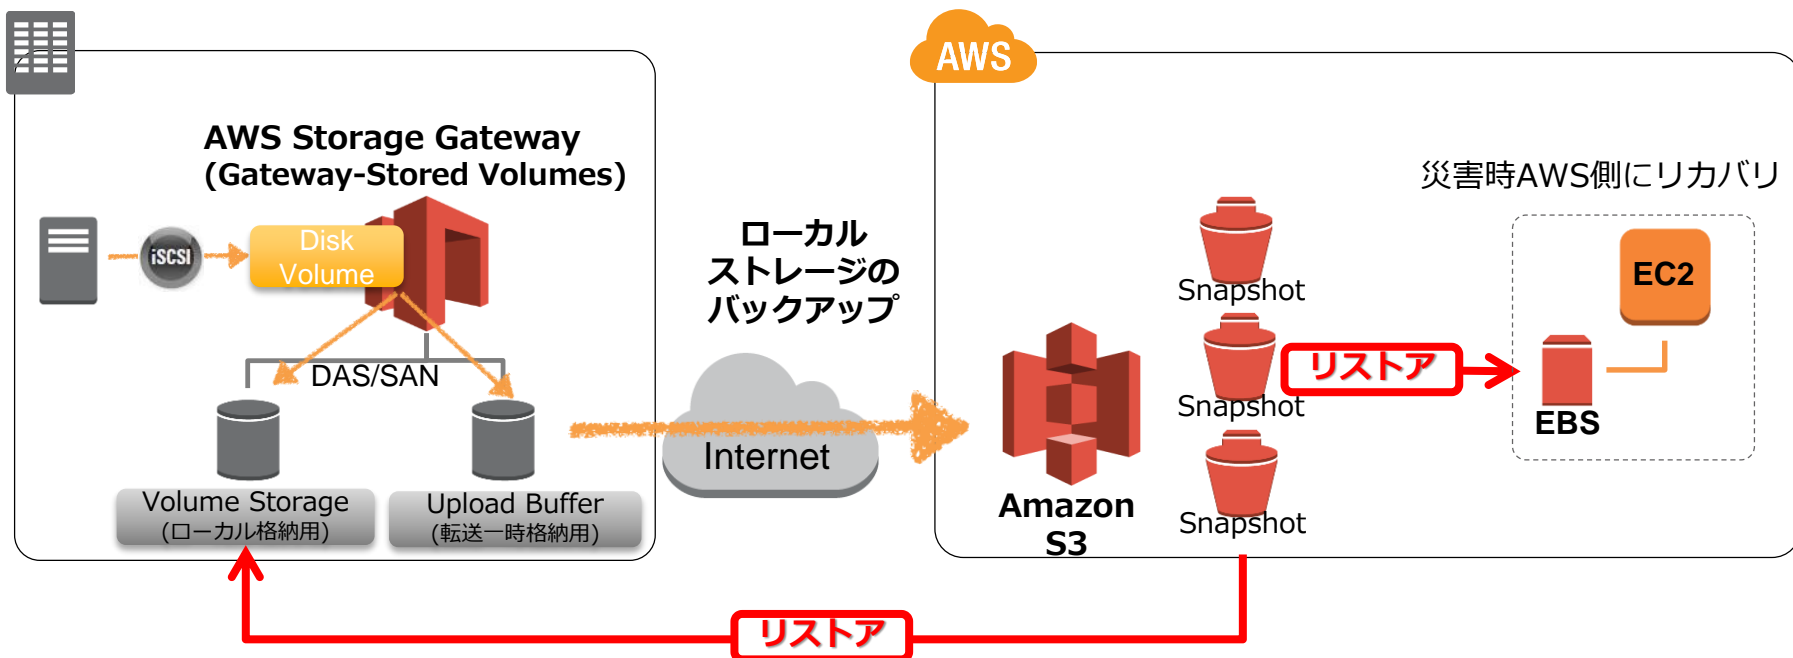 AWS
AWS Storage Gateway
(Gateway-Stored Volumes)
iSCSI
Disk
Volume
DAS/SAN
Volume Storage
(ローカル格納用)
Upload Buffer
(転送一時格納用)
ローカル
ストレージの
バックアップ
Internet
Amazon
S3
Snapshot
Snapshot
Snapshot
リストア
災害時AWS側にリカバリ
EC2
EBS
リストア